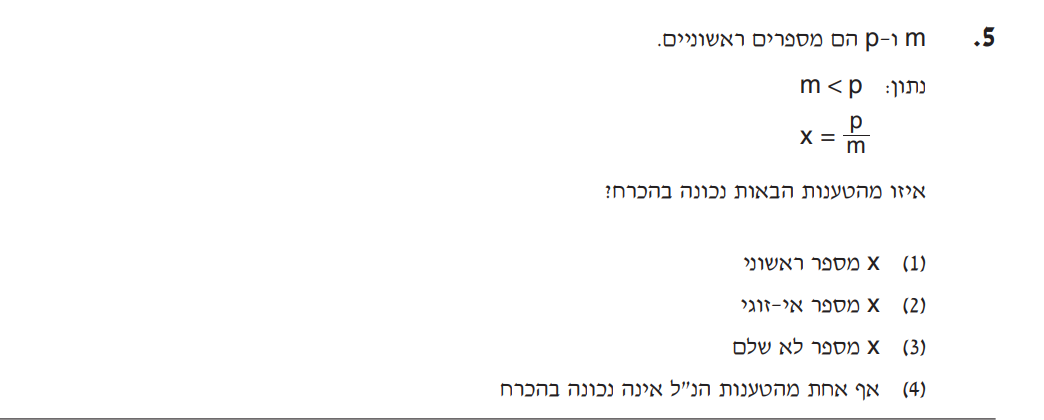 5. m ו-p הם מספרים ראשוניים.
נתון: m < p
x = p/m
איזו מהטענות הבאות נכונה בהכרח?
(1) x מספר ראשוני
(2) x מספר אי-זוגי
(3) x מספר לא שלם
(4) אף אחת מהטענות הנ"ל אינה נכונה בהכרח